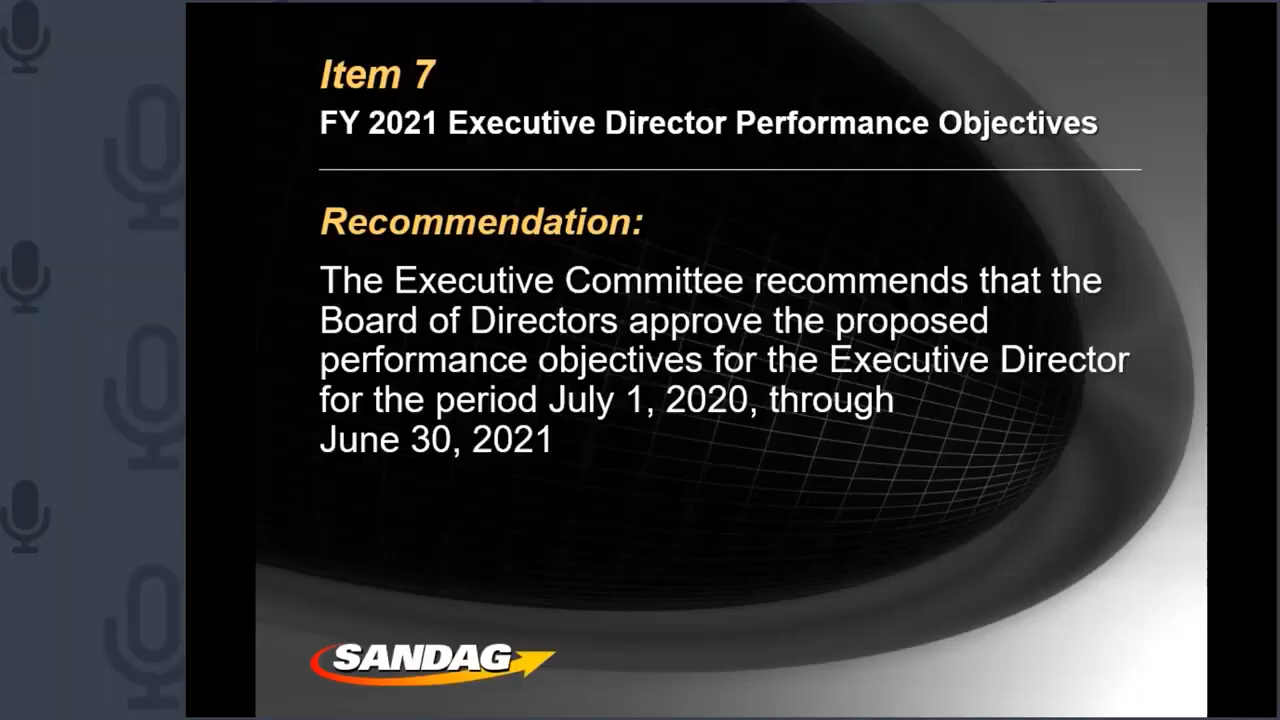 Item 7
FY 2021 Executive Director Performance Objectives
Recommendation:
The Executive Committee recommends that the
Board of Directors approve the proposed
performance objectives for the Executive Director
for the period July 1, 2020, through
June 30, 2021
SANDAG